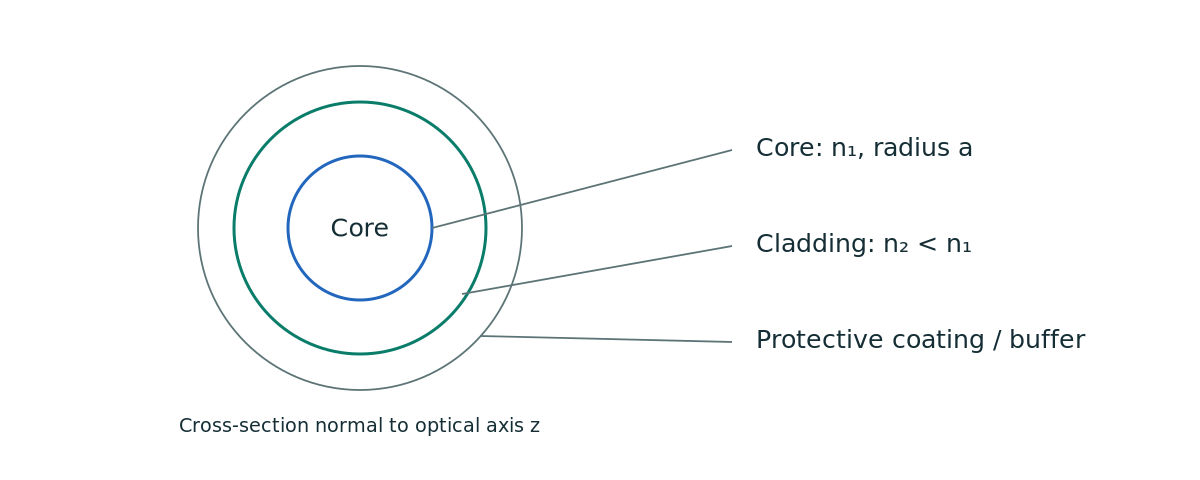 Core: n₁, radius a
Core
Cladding: n₂ < n₁
Protective coating / buffer
Cross-section normal to optical axis z